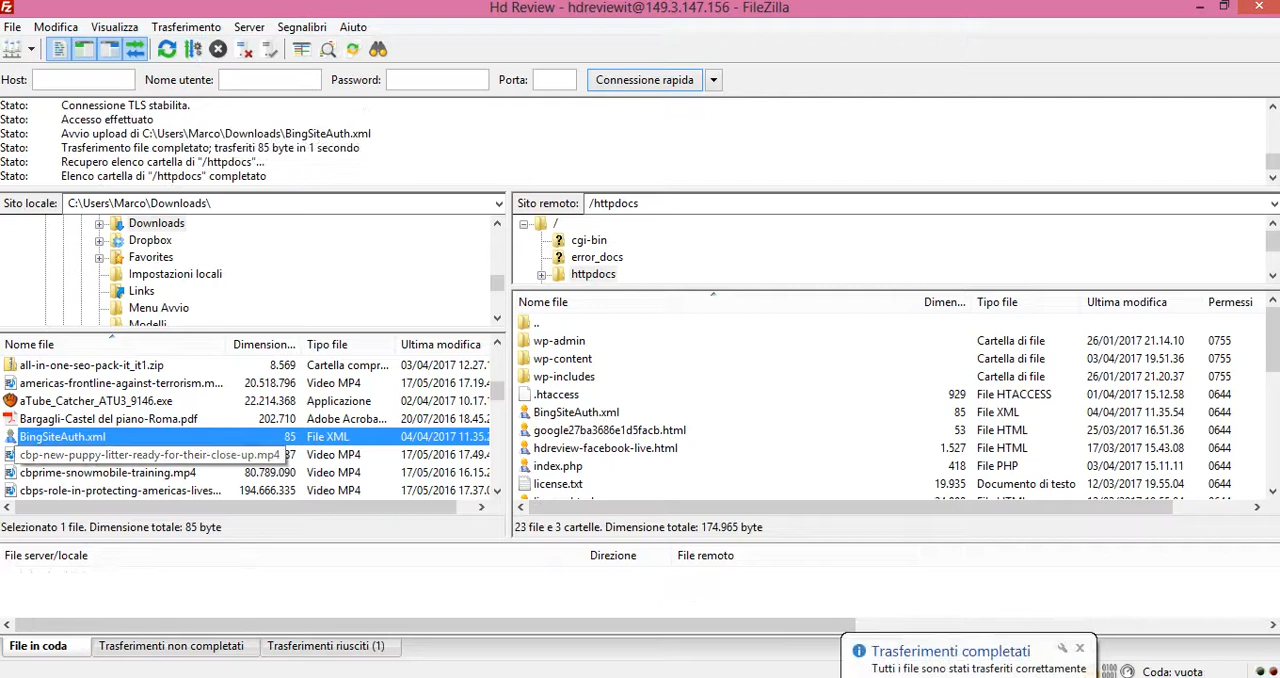 Hd Review - hdreviewit@149.3.147.156 - FileZilla
File Modifica Visualizza Trasferimento Server Segnalibri Aiuto
Host: Nome utente: Password: Porta: Connessione rapida
Stato: Connessione TLS stabilita.
Stato: Accesso effettuato
Stato: Avvio upload di C:\Users\Marco\Downloads\BingSiteAuth.xml
Stato: Trasferimento file completato; trasferiti 85 byte in 1 secondo
Stato: Recupero elenco cartella di "/httpdocs"...
Stato: Elenco cartella di "/httpdocs" completato
Sito locale: C:\Users\Marco\Downloads\
Downloads
Dropbox
Favorites
Impostazioni locali
Links
Menu Avvio
Modelli
Nome file Dimension... Tipo file Ultima modifica
all-in-one-seo-pack-it_it1.zip 8.569 Cartella compr... 03/04/2017 12.27.
americas-frontline-against-terrorism.m... 20.518.796 Video MP4 17/05/2016 17.19.
aTube_Catcher_ATU3_9146.exe 22.214.368 Applicazione 02/04/2017 10.17.
Bargagli-Castel del piano-Roma.pdf 202.710 Adobe Acroba... 20/07/2016 18.45.
BingSiteAuth.xml 85 File XML 04/04/2017 11.35.
cbp-new-puppy-litter-ready-for-their-close-up.mp4 87 Video MP4 17/05/2016 17.49.
cbprime-snowmobile-training.mp4 80.789.090 Video MP4 17/05/2016 16.15.
cbps-role-in-protecting-americas-lives... 194.666.335 Video MP4 17/05/2016 17.37.
Selezionato 1 file. Dimensione totale: 85 byte
Sito remoto: /httpdocs
/
cgi-bin
error_docs
httpdocs
Nome file Dimen... Tipo file Ultima modifica Permessi
..
wp-admin Cartella di file 26/01/2017 21.14.10 0755
wp-content Cartella di file 03/04/2017 19.51.36 0755
wp-includes Cartella di file 26/01/2017 21.20.37 0755
.htaccess 929 File HTACCESS 01/04/2017 15.12.58 0644
BingSiteAuth.xml 85 File XML 04/04/2017 11.35.54 0644
google27ba3686e1d5facb.html 53 File HTML 03/04/2017 12.31.08 0644
hdreview-facebook-live.html 1.527 File HTML 17/03/2017 15.43.08 0644
index.php 418 File PHP 03/04/2017 15.11.11 0644
license.txt 19.935 Documento di testo 12/03/2017 19.55.04 0644
23 file e 3 cartelle. Dimensione totale: 174.965 byte
File server/locale Direzione File remoto
File in coda Trasferimenti non completati Trasferimenti riusciti (1)
Trasferimenti completati
Tutti i file sono stati trasferiti correttamente
Coda: vuota